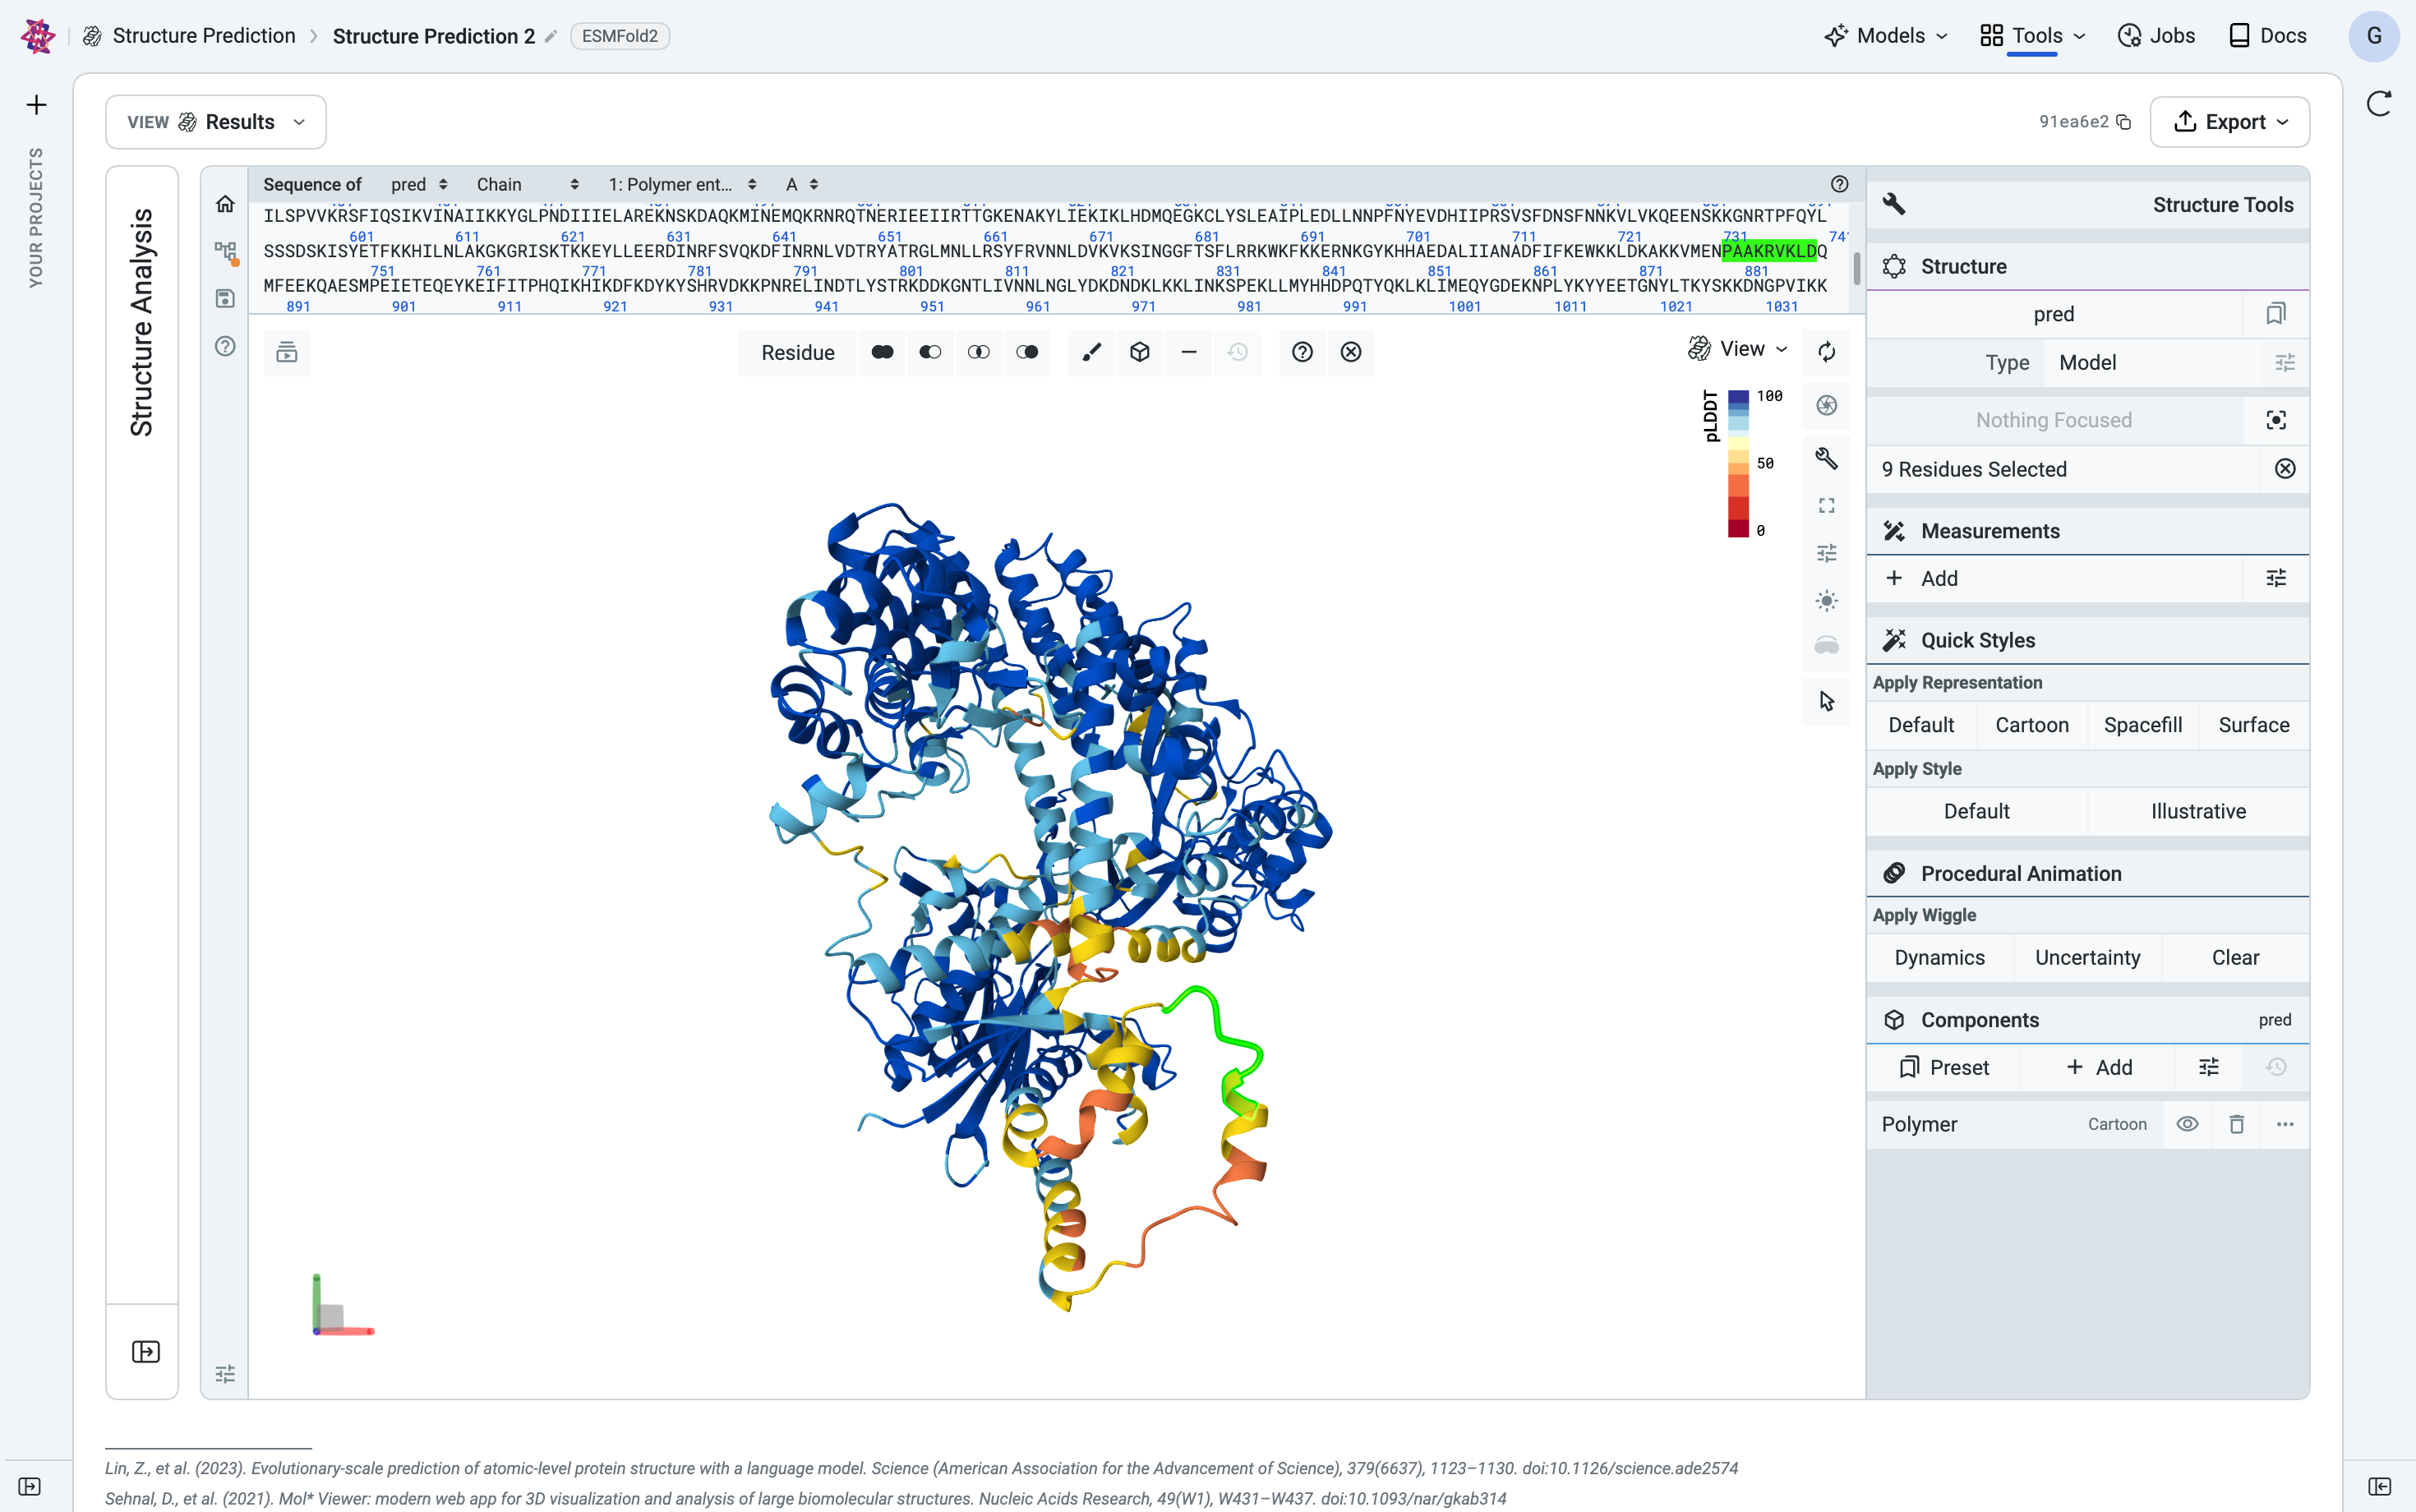 Structure Prediction > Structure Prediction 2 ESMFold2
Models Tools Jobs Docs G
YOUR PROJECTS
VIEW Results
91ea6e2 Export
Structure Analysis
Sequence of pred Chain 1: Polymer ent... A
ILSPVVKRSFIQSIKVINAIIKKYGLPNDIIIELAREKNSKDAQKMINEMQKRNRQTNERIEEIIRTTGKENAKYLIEKIKLHDMQEGKCLYSLEAIPLEDLLNNPFNYEVDHIIPRSVSFDNSFNNKVLVKQEENSKKGNRTPFQYL
601 611 621 631 641 651 661 671 681 691 701 711 721 731 741
SSSDSKISYETFKKHILNLAKGKGRISKTKKEYLLEERDINRFSVQKDFINRNLVDTRYATRGLMNLLRSYFRVNNLDVKVKSINGGFTSFLRRKWKFKKERNKGYKHHAEDALIIANADFIFKEWKKLDKAKKVMENPAAKRVKLDQ
751 761 771 781 791 801 811 821 831 841 851 861 871 881
MFEEKQAESMPEIETEQEYKEIFITPHQIKHIKDFKDYKYSHRVDKKPNRELINDTLYSTRKDDKGNTLIVNNLNGLYDKDNDKLKKLINKSPEKLLMYHHDPQTYQKLKLIMEQYGDEKNPLYKYYEETGNYLTKYSKKDNGPVIKK
891 901 911 921 931 941 951 961 971 981 991 1001 1011 1021 1031
Residue
View
pLDDT
100
50
0
Structure Tools
Structure
pred
Type Model
Nothing Focused
9 Residues Selected
Measurements
+ Add
Quick Styles
Apply Representation
Default Cartoon Spacefill Surface
Apply Style
Default Illustrative
Procedural Animation
Apply Wiggle
Dynamics Uncertainty Clear
Components pred
Preset + Add
Polymer Cartoon
Lin, Z., et al. (2023). Evolutionary-scale prediction of atomic-level protein structure with a language model. Science (American Association for the Advancement of Science), 379(6637), 1123–1130. doi:10.1126/science.ade2574
Sehnal, D., et al. (2021). Mol* Viewer: modern web app for 3D visualization and analysis of large biomolecular structures. Nucleic Acids Research, 49(W1), W431–W437. doi:10.1093/nar/gkab314